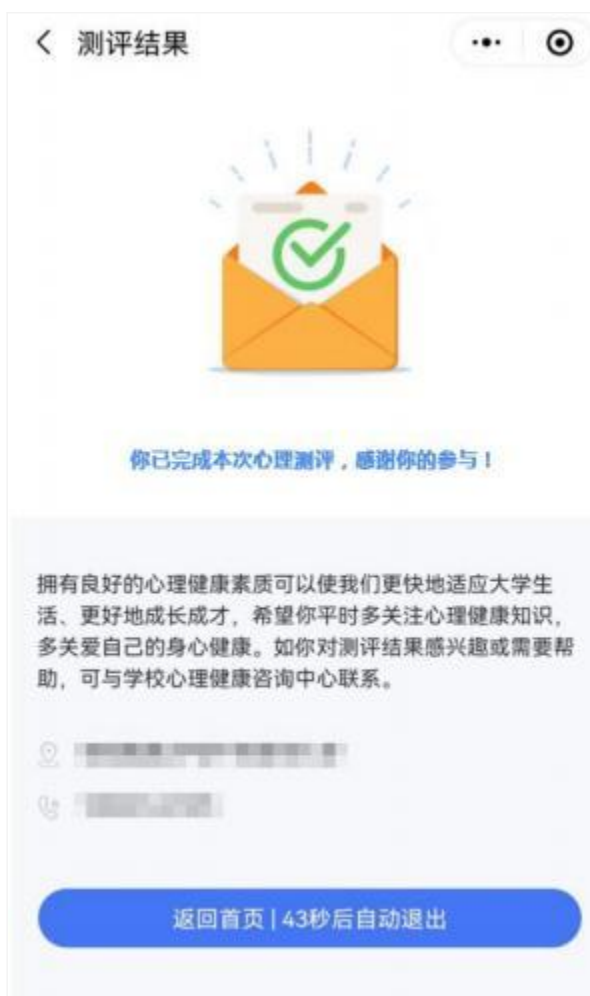 测评结果
你已完成本次心理测评，感谢你的参与！
拥有良好的心理健康素质可以使我们更快地适应大学生
活、更好地成长成才，希望你平时多关注心理健康知识，
多关爱自己的身心健康。如你对测评结果感兴趣或需要帮
助，可与学校心理健康咨询中心联系。
返回首页 | 43秒后自动退出